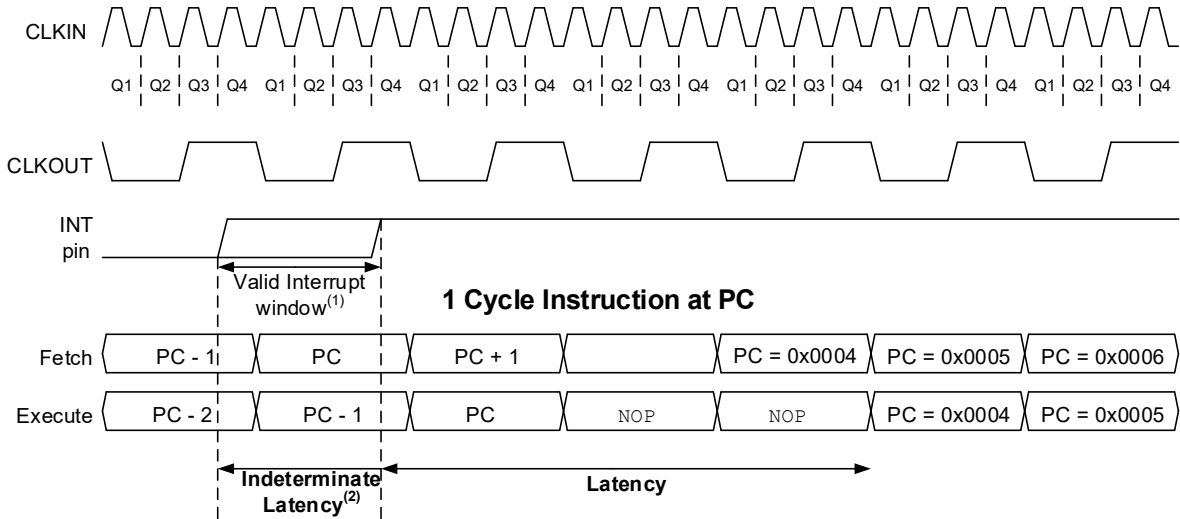 CLKIN
Q1 Q2 Q3 Q4 Q1 Q2 Q3 Q4 Q1 Q2 Q3 Q4 Q1 Q2 Q3 Q4 Q1 Q2 Q3 Q4 Q1 Q2 Q3 Q4 Q1 Q2 Q3 Q4
CLKOUT
INT
pin
Valid Interrupt
window(1)
1 Cycle Instruction at PC
Fetch PC - 1 PC PC + 1 PC = 0x0004 PC = 0x0005 PC = 0x0006
Execute PC - 2 PC - 1 PC NOP NOP PC = 0x0004 PC = 0x0005
Indeterminate
Latency(2)
Latency